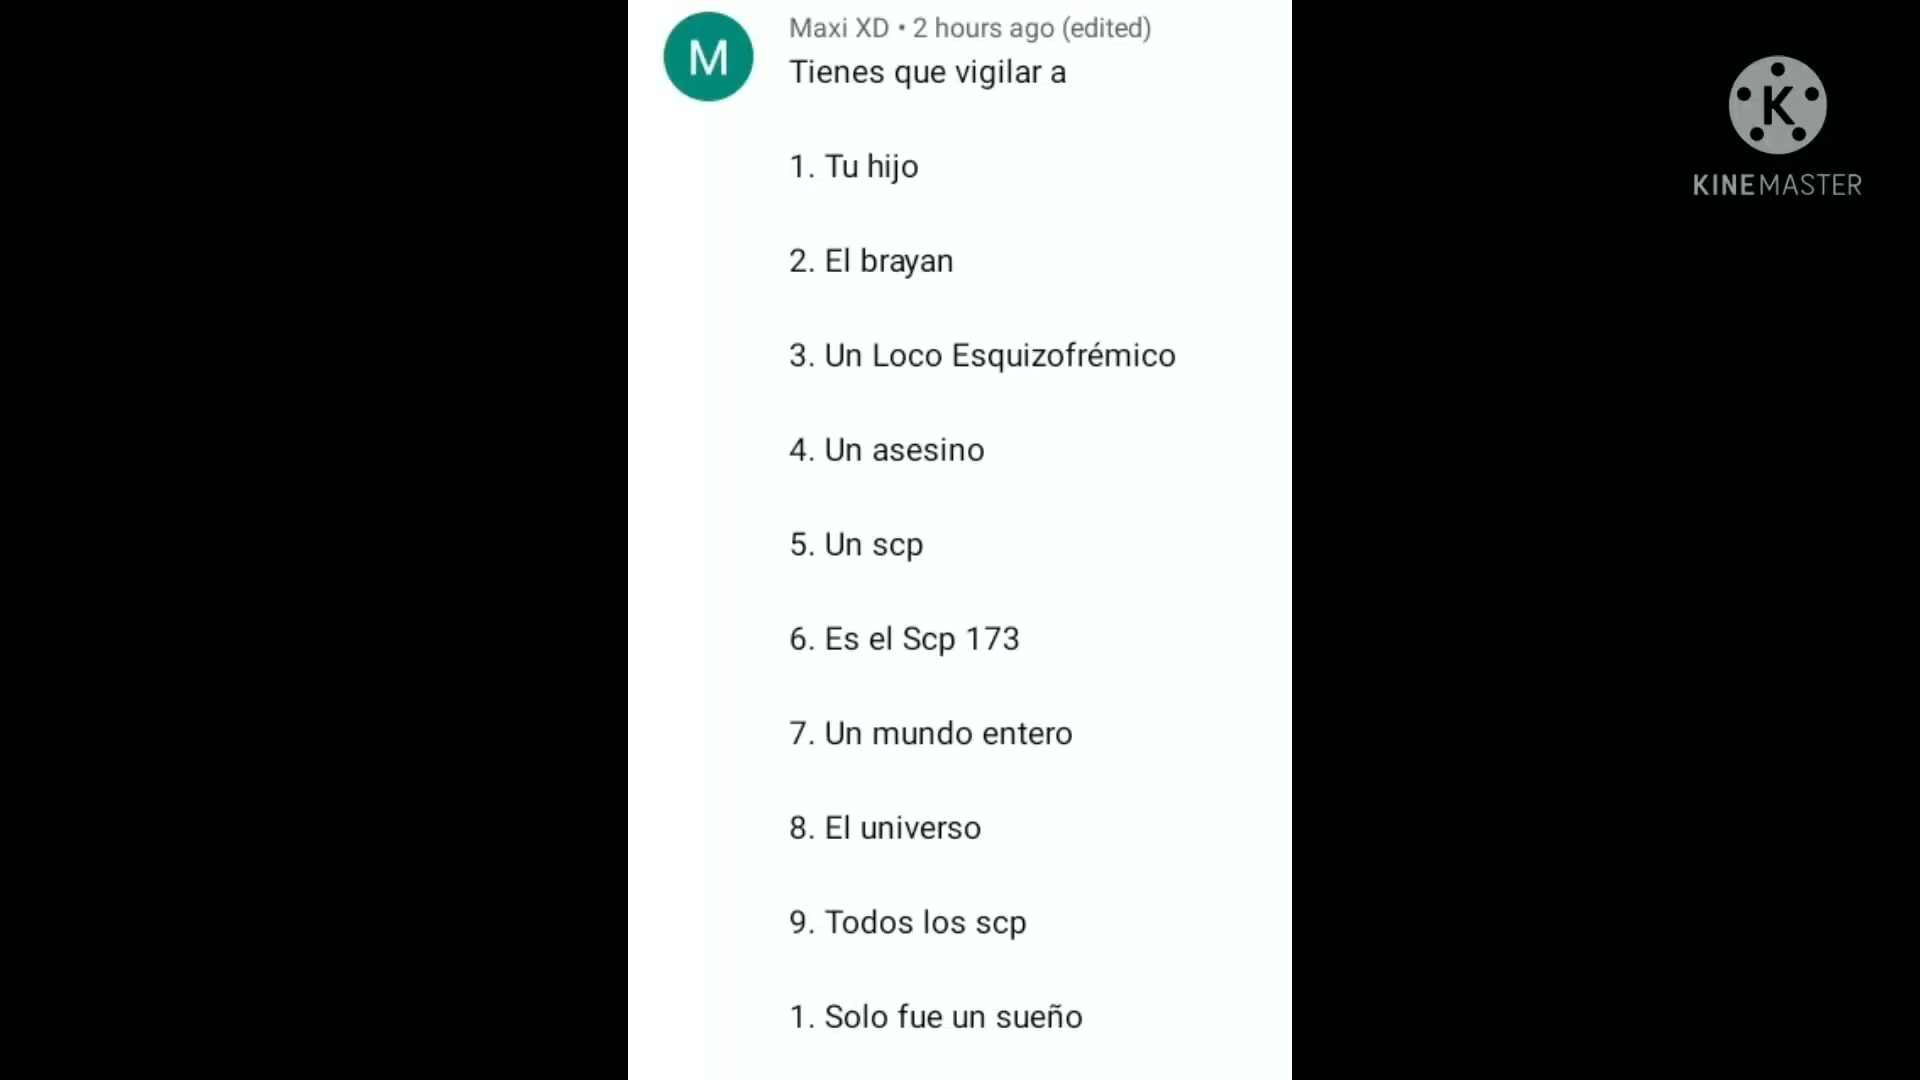 Maxi XD • 2 hours ago (edited)
M
Tienes que vigilar a
1. Tu hijo
2. El brayan
3. Un Loco Esquizofrémico
4. Un asesino
5. Un scp
6. Es el Scp 173
7. Un mundo entero
8. El universo
9. Todos los scp
1. Solo fue un sueño
K
KINEMASTER